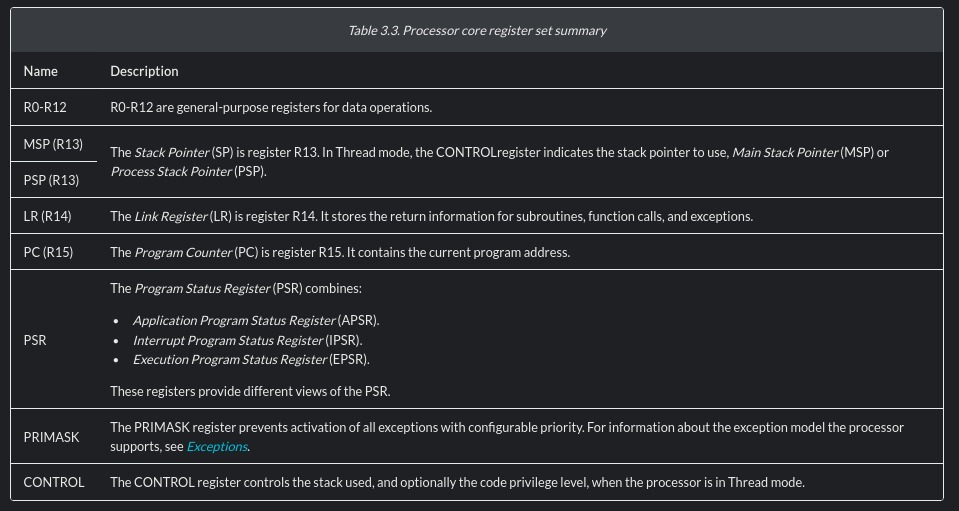 Table 3.3. Processor core register set summary
Name Description
R0-R12 R0-R12 are general-purpose registers for data operations.
MSP (R13)
The Stack Pointer (SP) is register R13. In Thread mode, the CONTROLregister indicates the stack pointer to use, Main Stack Pointer (MSP) or
Process Stack Pointer (PSP).
PSP (R13)
LR (R14) The Link Register (LR) is register R14. It stores the return information for subroutines, function calls, and exceptions.
PC (R15) The Program Counter (PC) is register R15. It contains the current program address.
PSR
The Program Status Register (PSR) combines:
• Application Program Status Register (APSR).
• Interrupt Program Status Register (IPSR).
• Execution Program Status Register (EPSR).
These registers provide different views of the PSR.
PRIMASK
The PRIMASK register prevents activation of all exceptions with configurable priority. For information about the exception model the processor
supports, see Exceptions.
CONTROL The CONTROL register controls the stack used, and optionally the code privilege level, when the processor is in Thread mode.